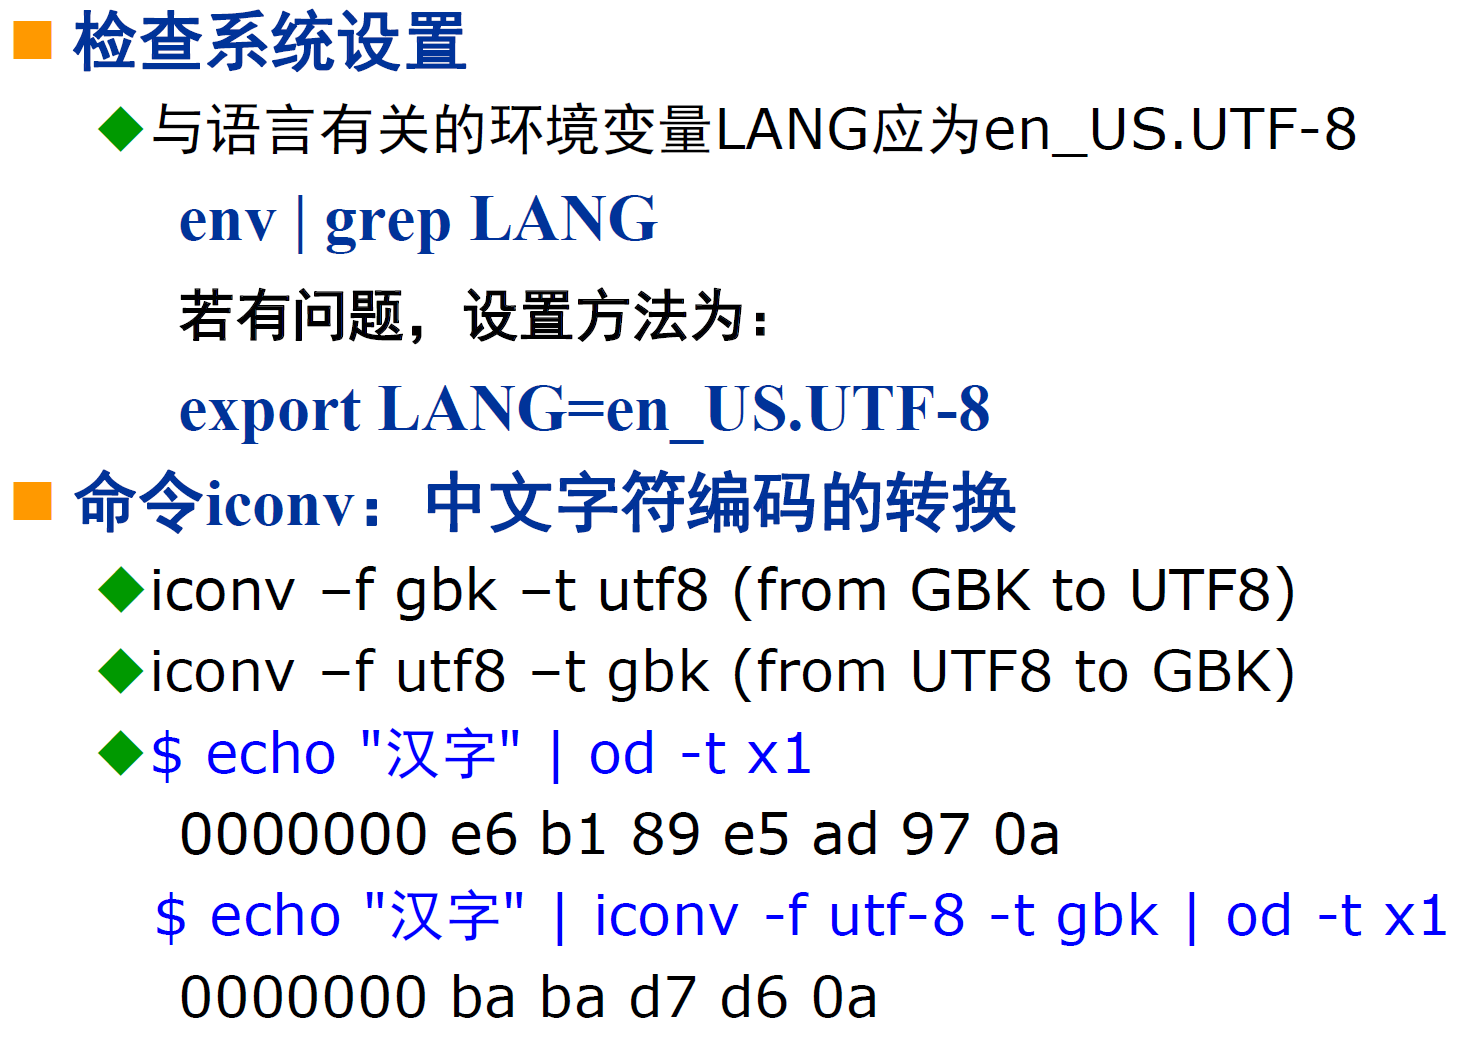 检查系统设置
与语言有关的环境变量LANG应为en_US.UTF-8
env | grep LANG
若有问题，设置方法为：
export LANG=en_US.UTF-8
命令iconv：中文字符编码的转换
iconv –f gbk –t utf8 (from GBK to UTF8)
iconv –f utf8 –t gbk (from UTF8 to GBK)
$ echo "汉字" | od -t x1
0000000 e6 b1 89 e5 ad 97 0a
$ echo "汉字" | iconv -f utf-8 -t gbk | od -t x1
0000000 ba ba d7 d6 0a